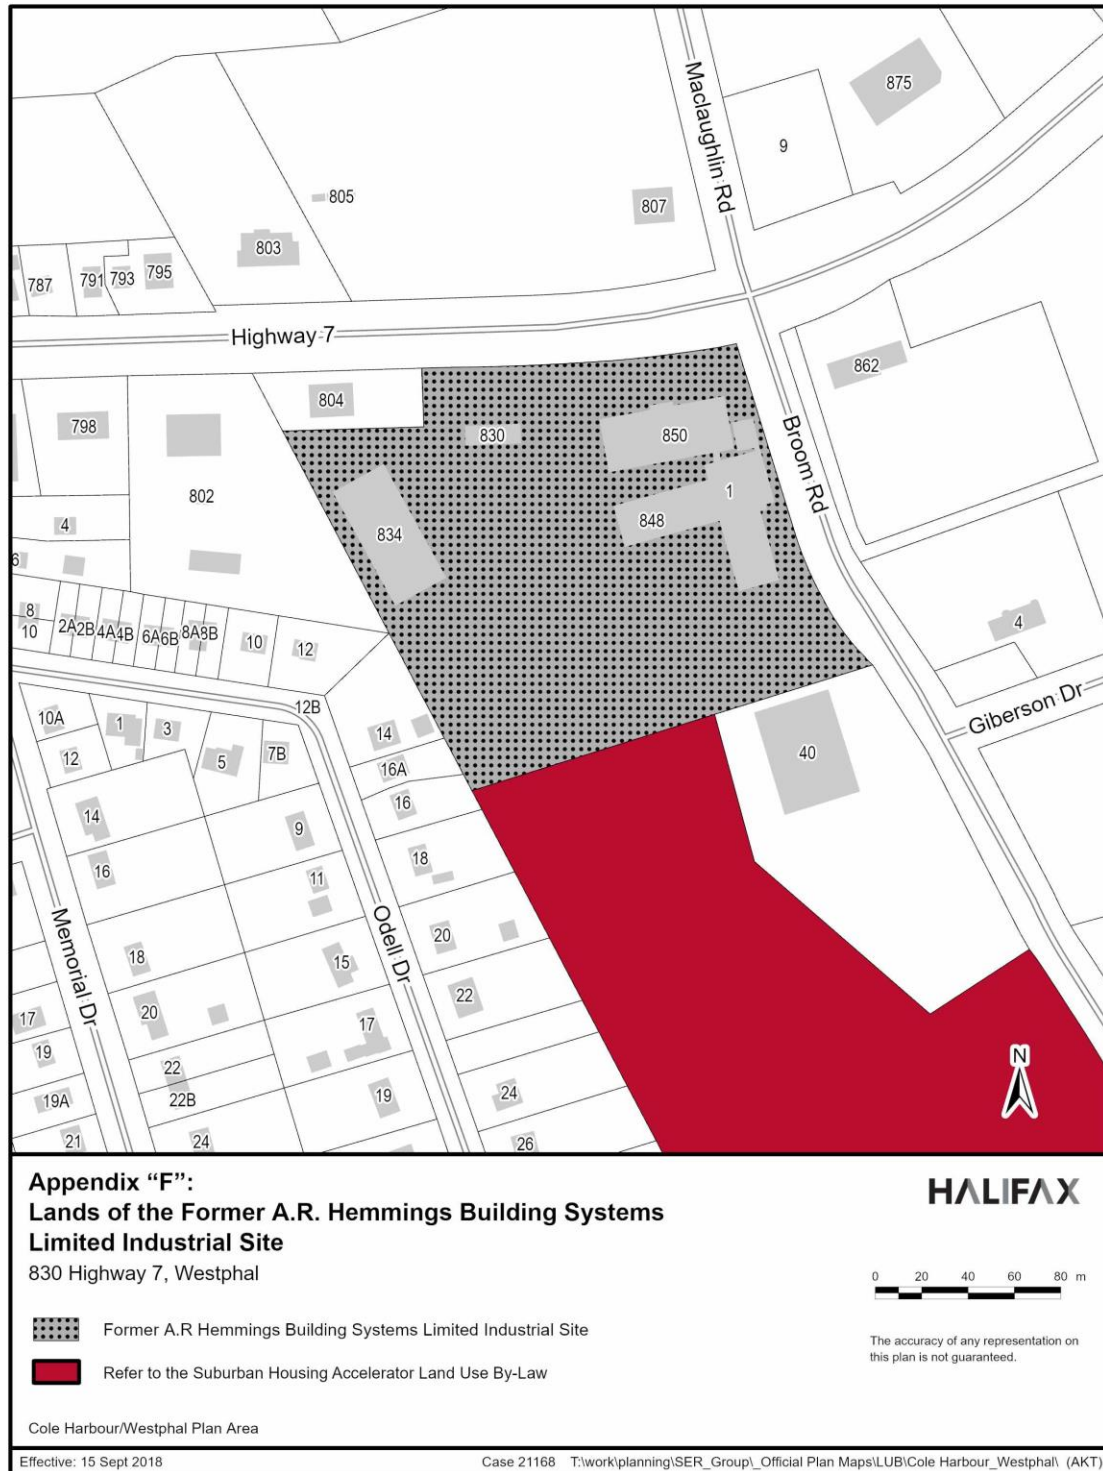 Maclaughlin Rd
875
9
805
807
803
787
791
793
795
Highway 7
862
804
798
830
850
Broom Rd
802
1
848
834
4
6
8
10
2A
2B
4A
4B
6A
6B
8A
8B
10
12
4
Giberson Dr
12B
10A
1
3
14
12
5
7B
16A
40
16
14
9
18
16
11
Memorial Dr
Odell Dr
20
18
15
22
20
17
17
19
22
24
19
19A
22B
21
24
26
N
Appendix “F”:
Lands of the Former A.R. Hemmings Building Systems
Limited Industrial Site
830 Highway 7, Westphal
HALIFAX
0 20 40 60 80 m
Former A.R Hemmings Building Systems Limited Industrial Site
The accuracy of any representation on
this plan is not guaranteed.
Refer to the Suburban Housing Accelerator Land Use By-Law
Cole Harbour/Westphal Plan Area
Effective: 15 Sept 2018
Case 21168 T:\work\planning\SER_Group\_Official Plan Maps\LUB\Cole Harbour_Westphal\ (AKT)